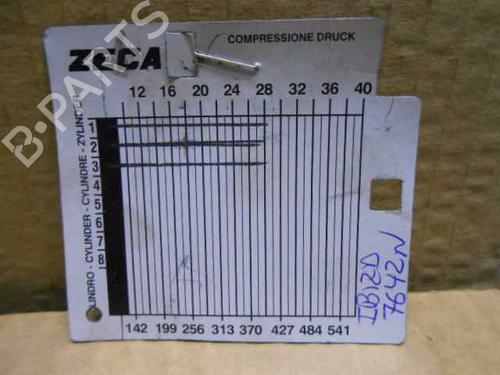 B-PARTS
ZECA
COMPRESSIONE DRUCK
12 16 20 24 28 32 36 40
LINDRO - CYLINDER - CYLINDRE - ZYLINDER
1
2
3
4
5
6
7
8
142 199 256 313 370 427 484 541
IBIZA
7642N